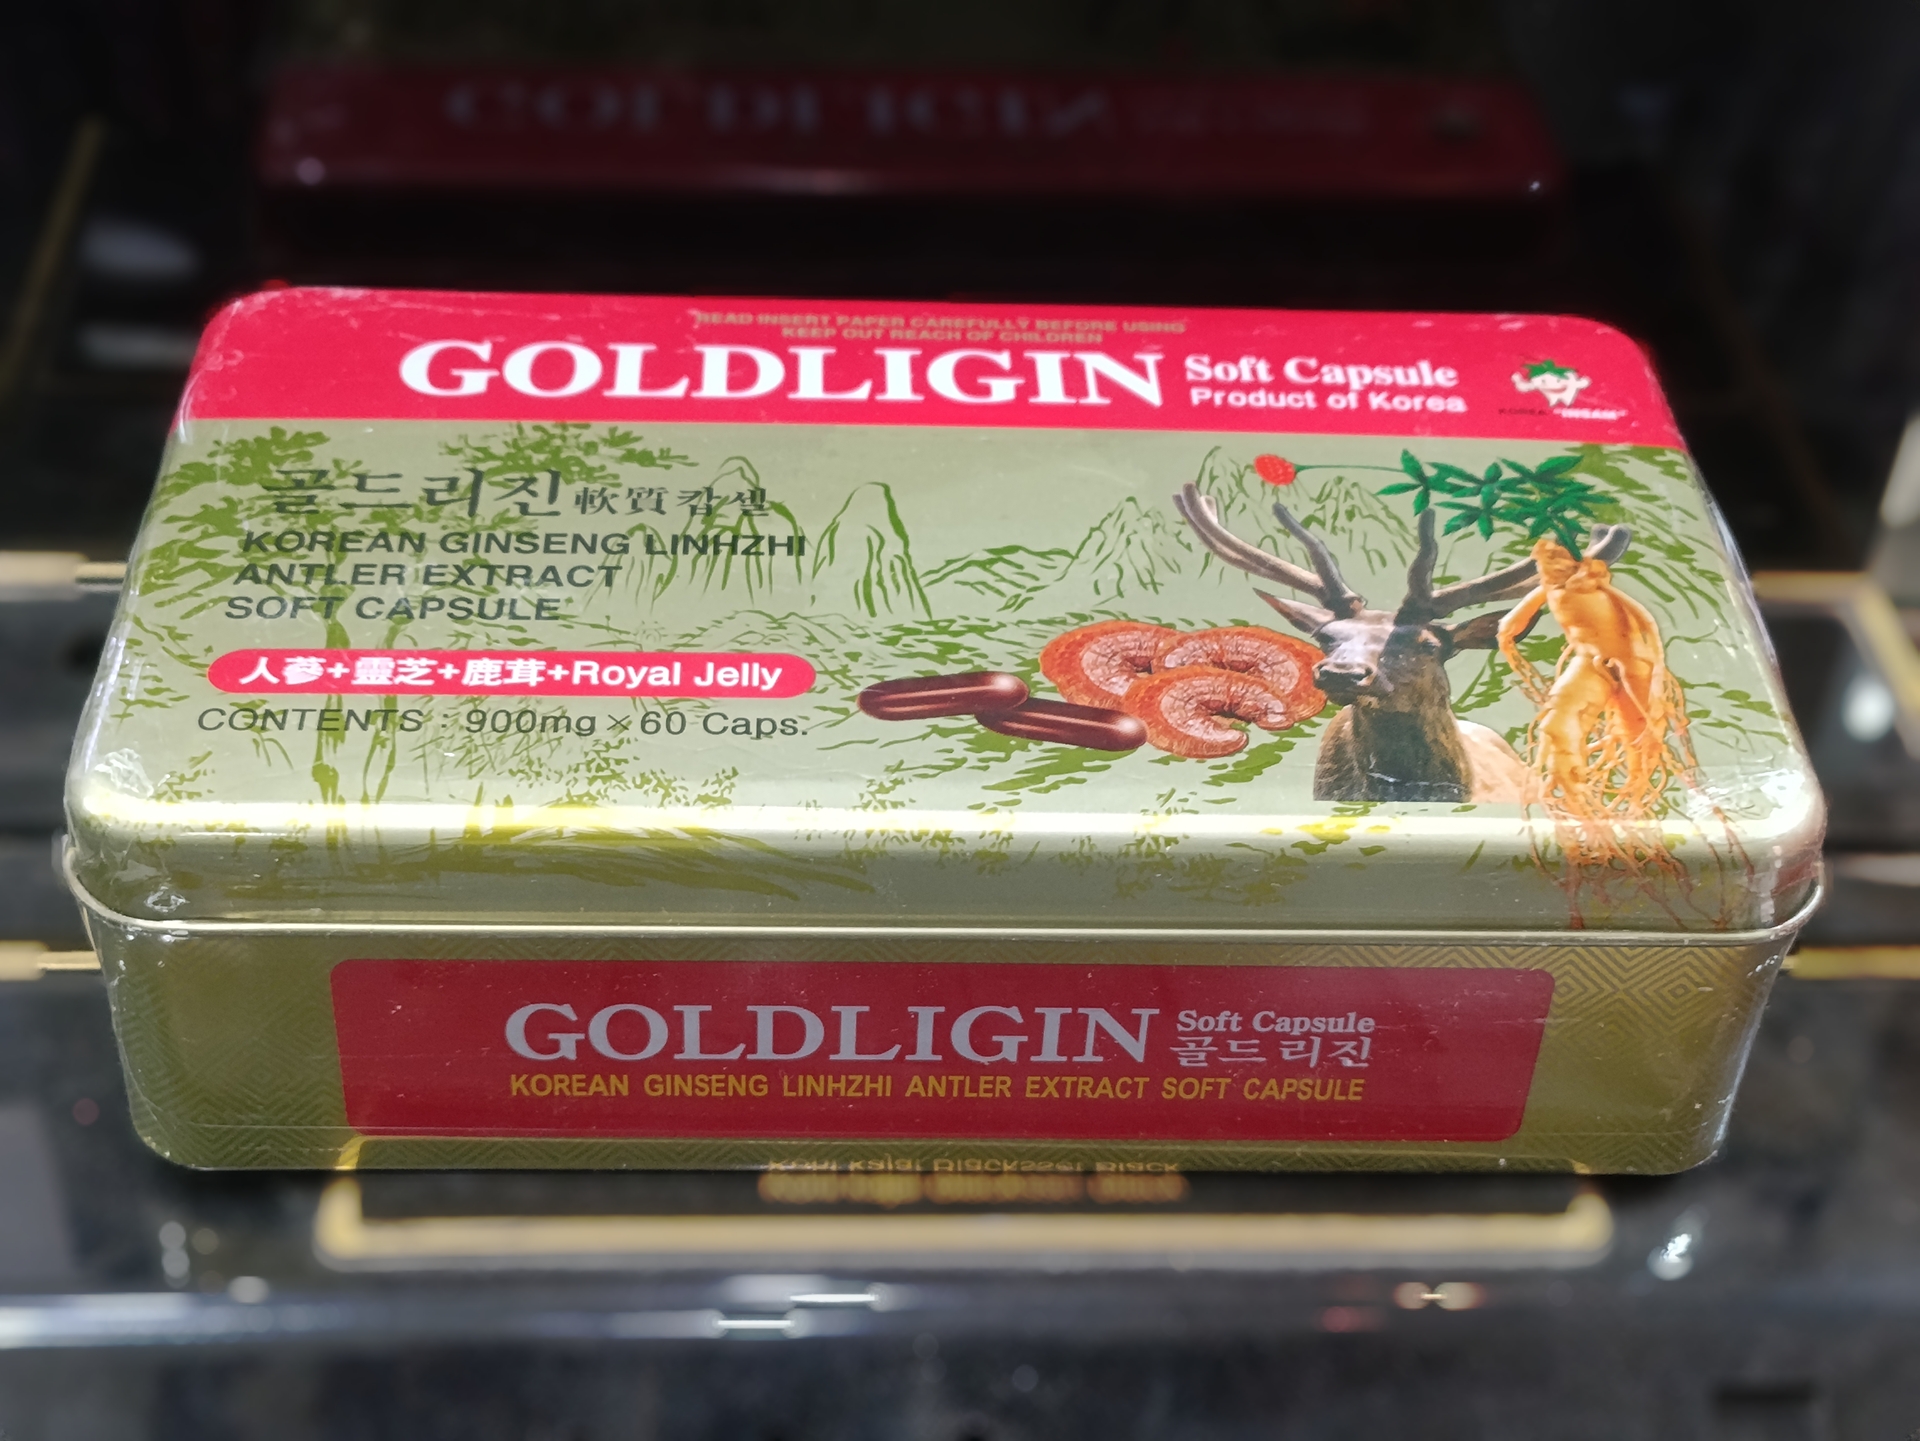 READ INSERT PAPER CAREFULLY BEFORE USING
KEEP OUT REACH OF CHILDREN
GOLDLIGIN Soft Capsule
Product of Korea
KOREA "INSAM"
골드리진 軟質캅셀
KOREAN GINSENG LINHZHI
ANTLER EXTRACT
SOFT CAPSULE
人蔘+靈芝+鹿茸+Royal Jelly
CONTENTS : 900mg×60 Caps.
GOLDLIGIN Soft Capsule
골드리진
KOREAN GINSENG LINHZHI ANTLER EXTRACT SOFT CAPSULE